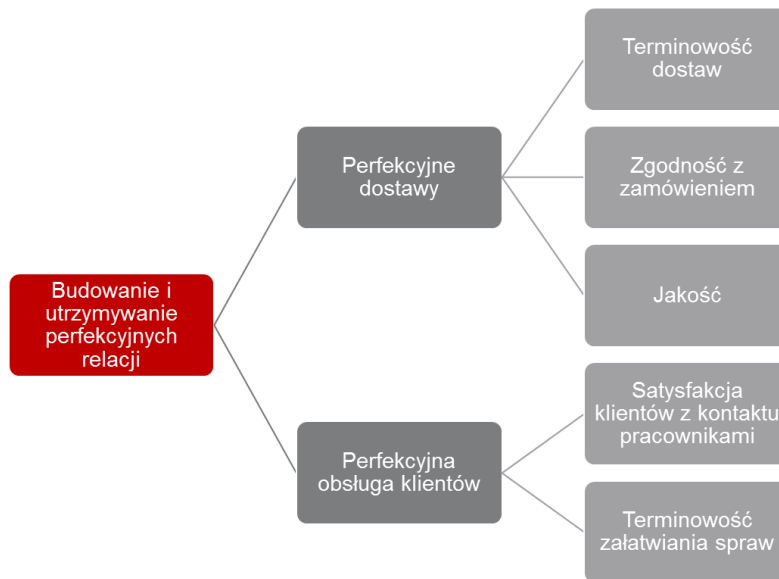 Budowanie i
utrzymywanie
perfekcyjnych
relacji
Perfekcyjne
dostawy
Terminowość
dostaw
Zgodność z
zamówieniem
Jakość
Perfekcyjna
obsługa klientów
Satysfakcja
klientów z kontaktu
pracownikami
Terminowość
załatwiania spraw